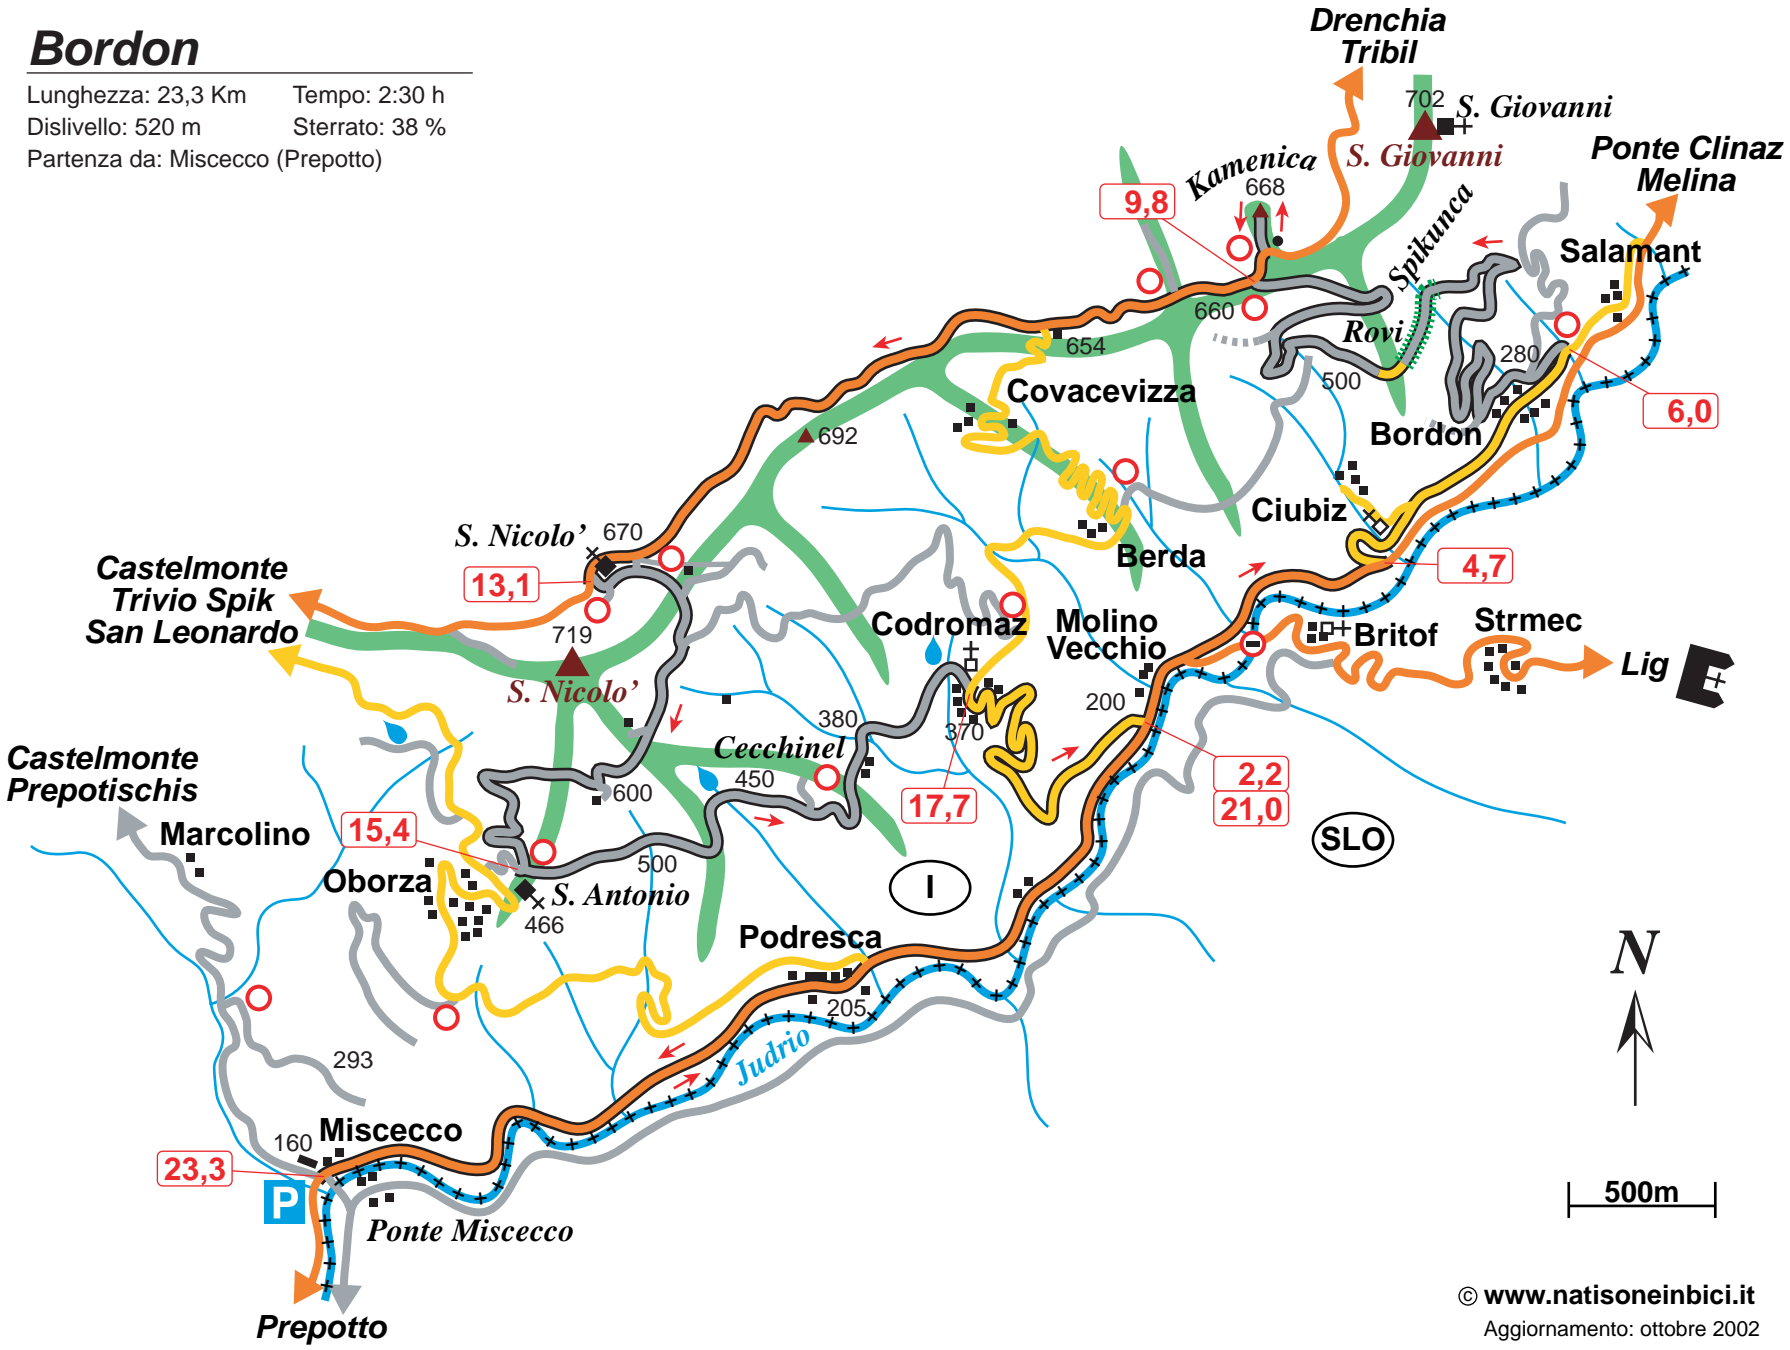 Bordon
Lunghezza: 23,3 Km Tempo: 2:30 h
Dislivello: 520 m Sterrato: 38 %
Partenza da: Miscecco (Prepotto)
Drenchia
Tribil
702
S. Giovanni
S. Giovanni
Ponte Clinaz
Melina
Kamenica
668
9,8
Spikunca
Salamant
660
Rovi
654
280
500
Covacevizza
6,0
692
Bordon
Ciubiz
S. Nicolo’
670
Berda
4,7
Castelmonte
Trivio Spik
San Leonardo
13,1
719
Codromaz
Molino
Vecchio
Britof
Strmec
Lig
S. Nicolo’
200
380
370
Cecchinel
450
Castelmonte
Prepotischis
600
2,2
21,0
17,7
Marcolino
15,4
SLO
500
Oborza
I
S. Antonio
466
Podresca
205
N
Judrio
293
Miscecco
160
23,3
P
500m
Ponte Miscecco
Prepotto
© www.natisoneinbici.it
Aggiornamento: ottobre 2002